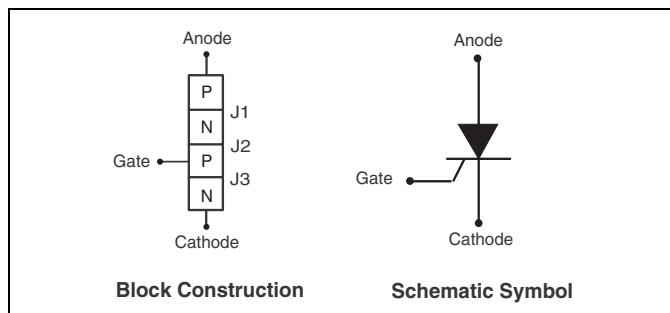 Anode
P
J1
N
J2
Gate
P
J3
N
Cathode
Block Construction
Anode
Gate
Cathode
Schematic Symbol